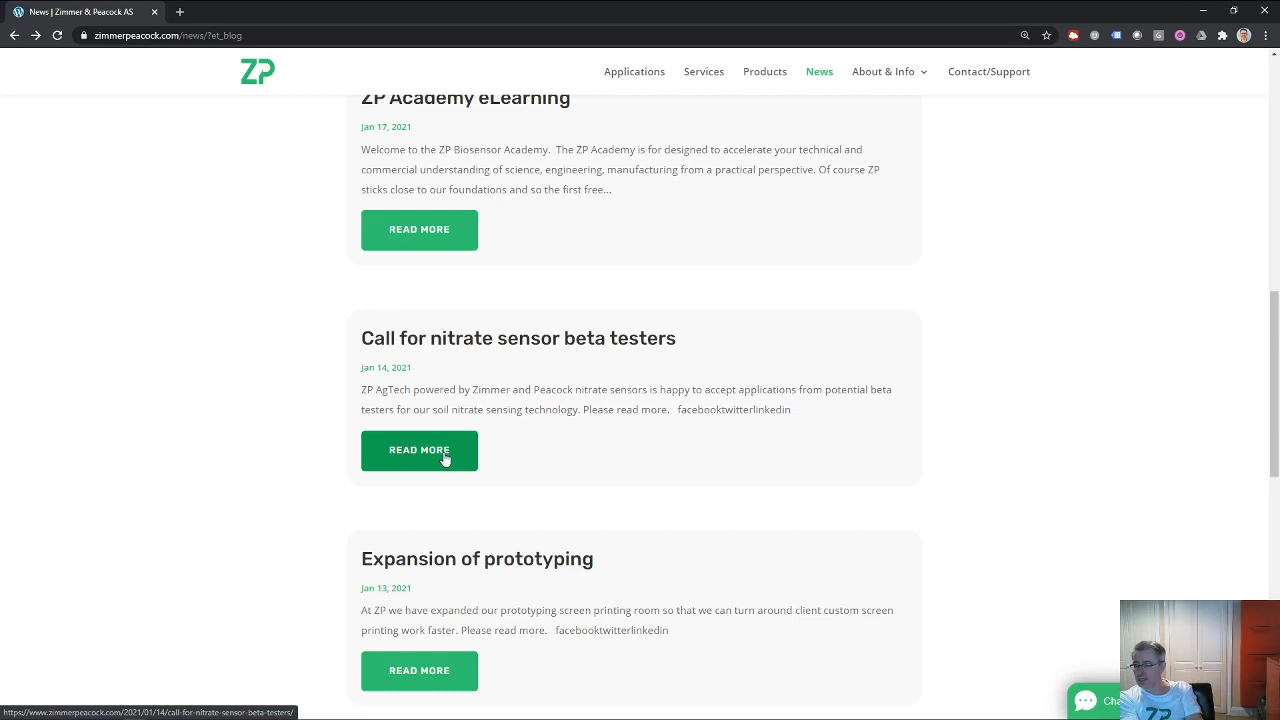 News | Zimmer & Peacock AS
zimmerpeacock.com/news/?et_blog
ZP
Applications
Services
Products
News
About & Info
Contact/Support
ZP Academy eLearning
Jan 17, 2021
Welcome to the ZP Biosensor Academy. The ZP Academy is for designed to accelerate your technical and
commercial understanding of science, engineering, manufacturing from a practical perspective. Of course ZP
sticks close to our foundations and so the first free...
READ MORE
Call for nitrate sensor beta testers
Jan 14, 2021
ZP AgTech powered by Zimmer and Peacock nitrate sensors is happy to accept applications from potential beta
testers for our soil nitrate sensing technology. Please read more. facebooktwitterlinkedin
READ MORE
Expansion of prototyping
Jan 13, 2021
At ZP we have expanded our prototyping screen printing room so that we can turn around client custom screen
printing work faster. Please read more. facebooktwitterlinkedin
READ MORE
https://www.zimmerpeacock.com/2021/01/14/call-for-nitrate-sensor-beta-testers/
Cha
ZP